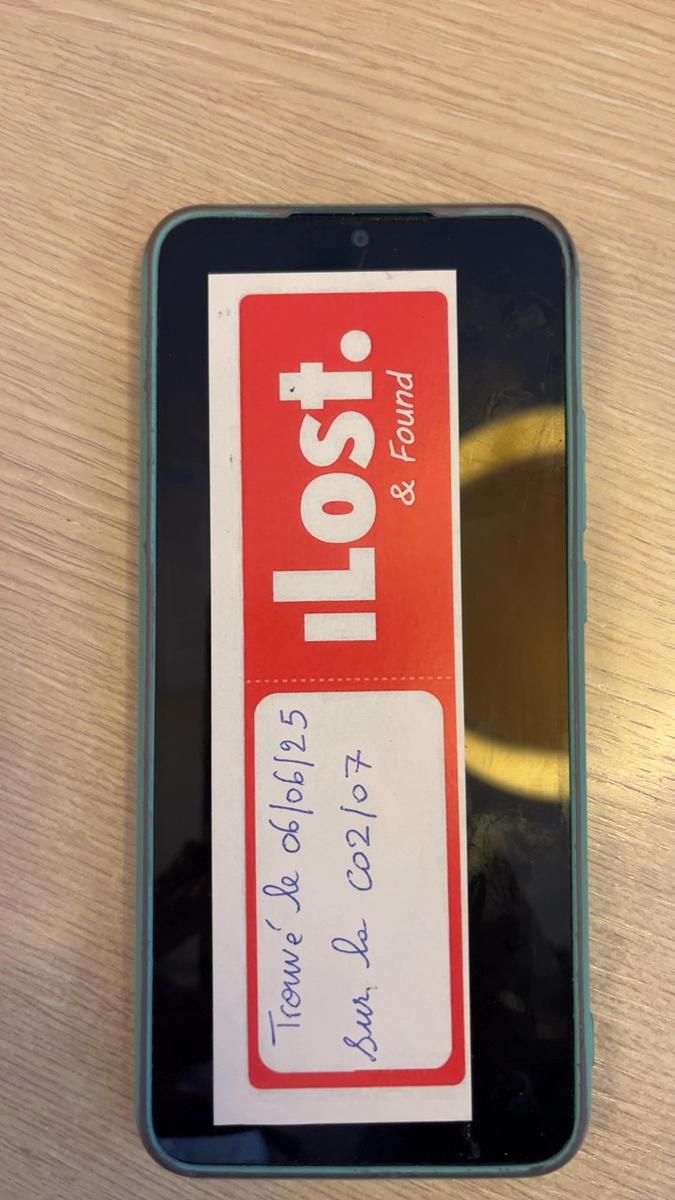 iLost.
& Found
Trouvé le 06/06/25
sur la C02/07